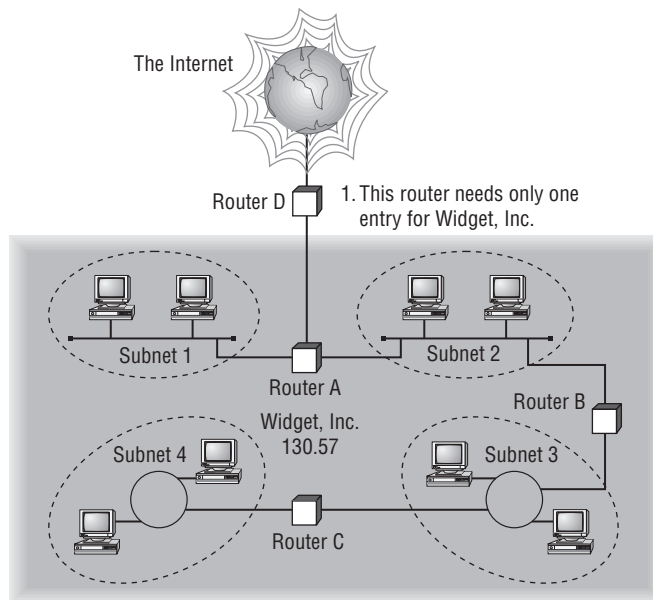 The Internet
Router D
1. This router needs only one
entry for Widget, Inc.
Subnet 1
Subnet 2
Router A
Router B
Widget, Inc.
130.57
Subnet 4
Subnet 3
Router C